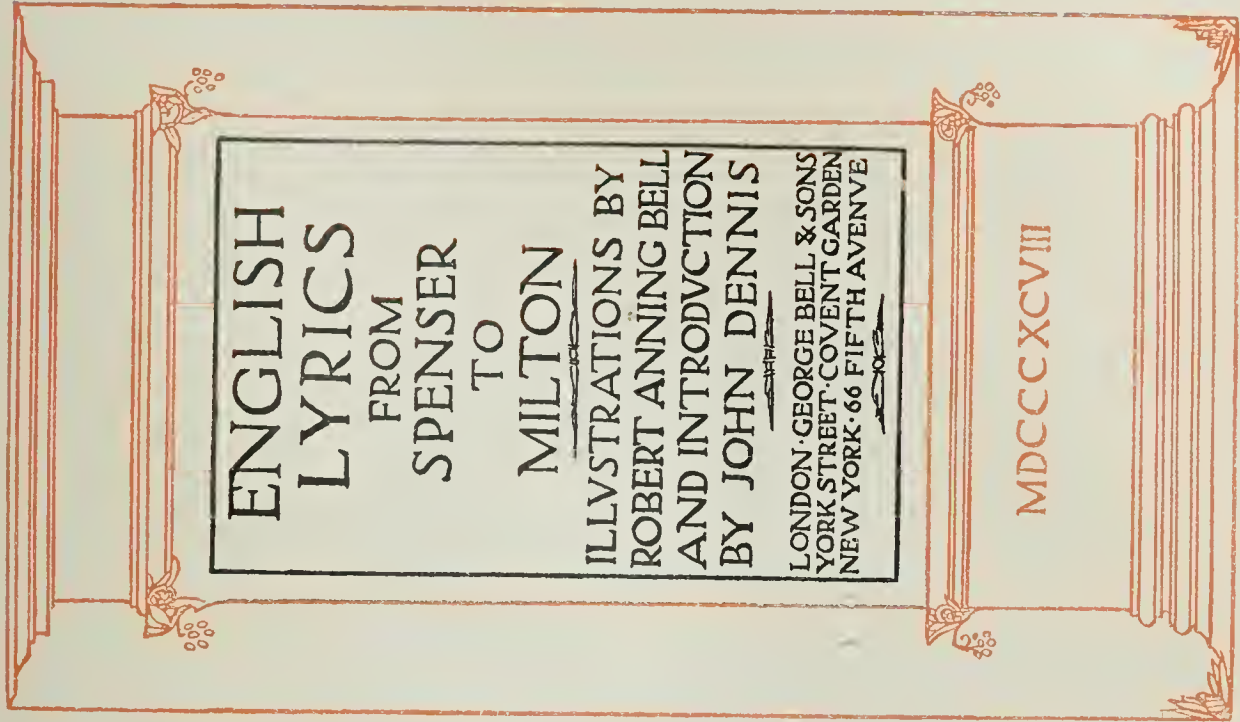 ENGLISH
LYRICS
FROM
SPENSER
TO
MILTON
ILLVSTRATIONS BY
ROBERT ANNING BELL
AND INTRODVCTION
BY JOHN DENNIS
LONDON·GEORGE BELL & SONS
YORK STREET·COVENT GARDEN
NEW YORK·66 FIFTH AVENVE
MDCCCXCVIII